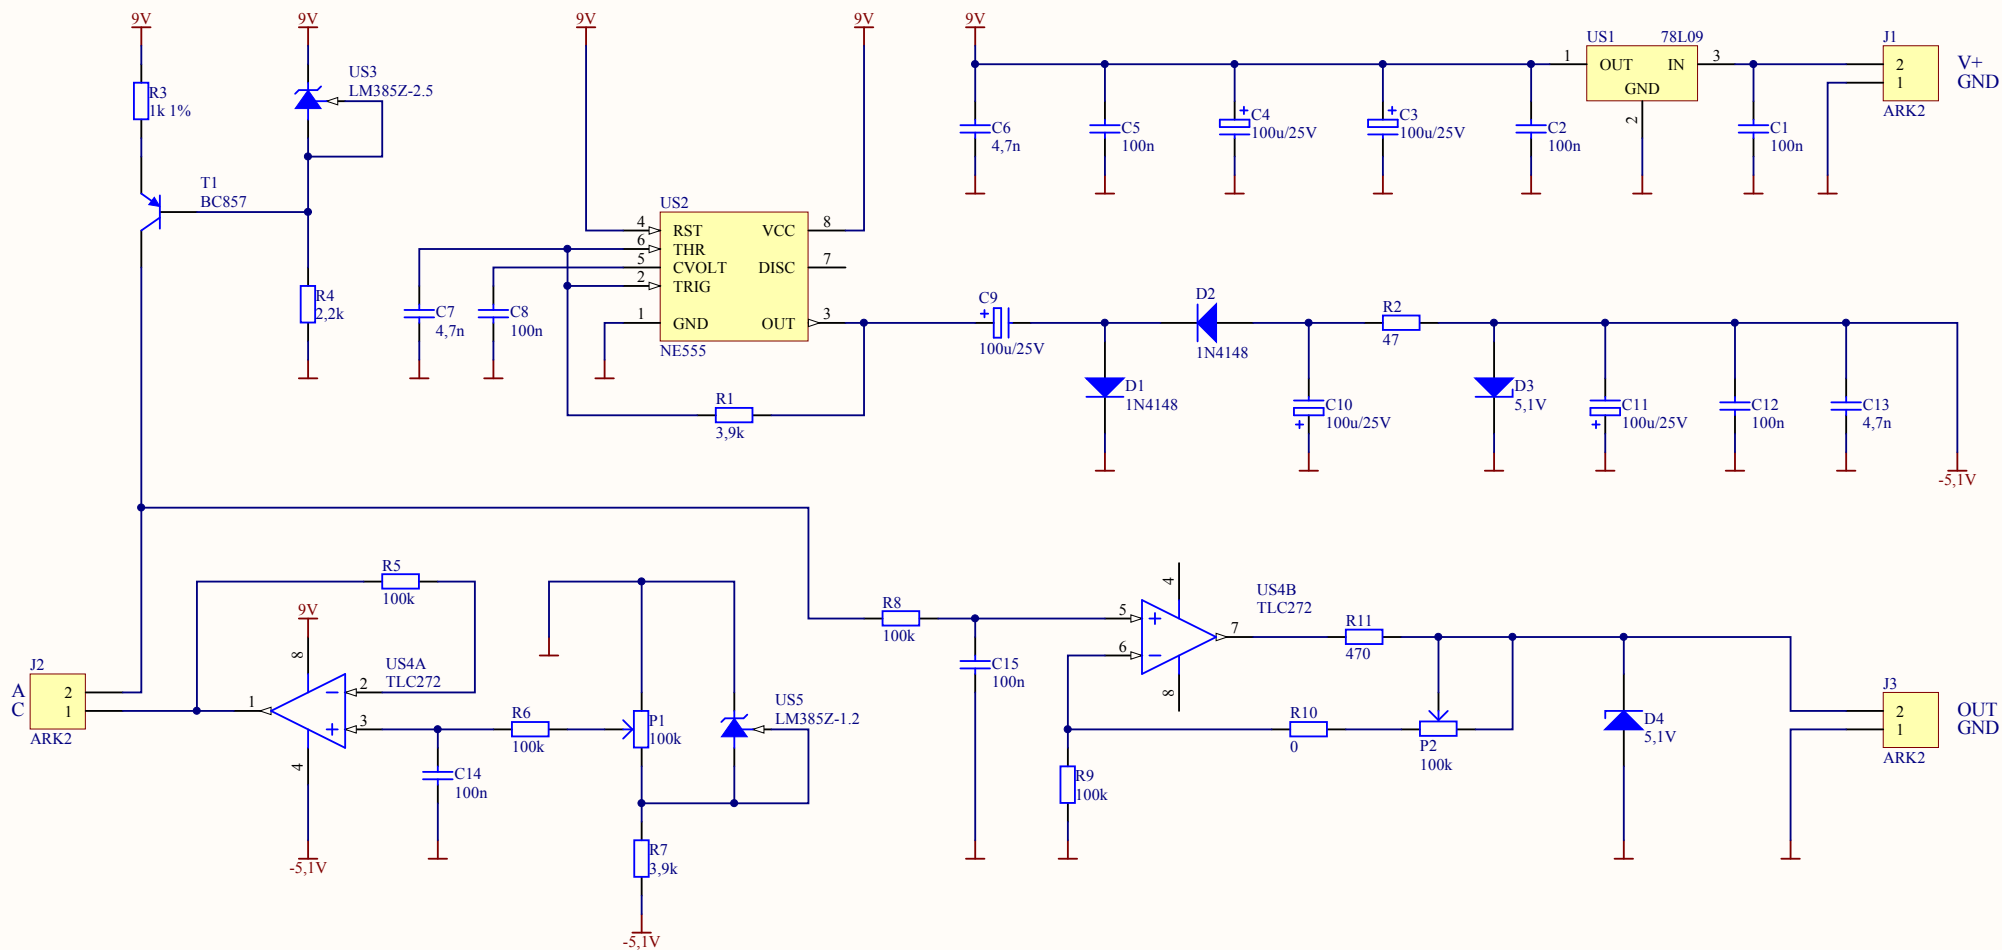 9V
9V
9V
9V
9V
R3
1k 1%
US3
LM385Z-2.5
T1
BC857
R4
2,2k
US2
4
RST
6
THR
5
CVOLT
2
TRIG
1
GND
VCC
8
DISC
7
OUT
3
NE555
C7
4,7n
C8
100n
R1
3,9k
C6
4,7n
C5
100n
+
C4
100u/25V
+
C3
100u/25V
C2
100n
US1
78L09
1
OUT
IN
3
GND
2
C1
100n
J1
2
1
ARK2
V+
GND
C9
+
100u/25V
D2
1N4148
D1
1N4148
R2
47
C10
100u/25V
+
D3
5,1V
C11
100u/25V
+
C12
100n
C13
4,7n
-5,1V
R5
100k
9V
8
US4A
TLC272
J2
A
2
C
1
ARK2
1
2
3
4
-5,1V
R6
100k
C14
100n
P1
100k
US5
LM385Z-1.2
R7
3,9k
-5,1V
R8
100k
C15
100n
4
US4B
TLC272
5
6
7
8
R11
470
R10
0
P2
100k
R9
100k
D4
5,1V
J3
2
1
ARK2
OUT
GND